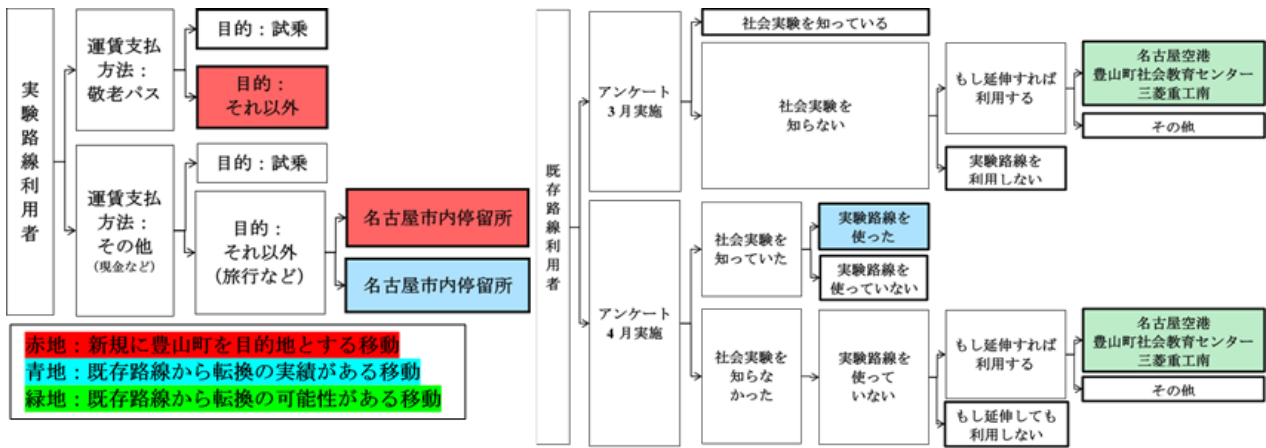 実験路線利用者
運賃支払
方法：
敬老パス
目的：試乗
目的：
それ以外
運賃支払
方法：
その他
(現金など)
目的：試乗
目的：
それ以外
(旅行など)
名古屋市内停留所
名古屋市内停留所
赤地：新規に豊山町を目的地とする移動
青地：既存路線から転換の実績がある移動
緑地：既存路線から転換の可能性がある移動
既存路線利用者
アンケート
3月実施
社会実験を知っている
社会実験を
知らない
もし延伸すれば
利用する
名古屋空港
豊山町社会教育センター
三菱重工南
その他
実験路線を
利用しない
アンケート
4月実施
社会実験を
知っていた
実験路線を
使った
実験路線を
使っていない
社会実験を
知らな
かった
実験路線を
使って
いない
もし延伸すれば
利用する
名古屋空港
豊山町社会教育センター
三菱重工南
その他
もし延伸しても
利用しない